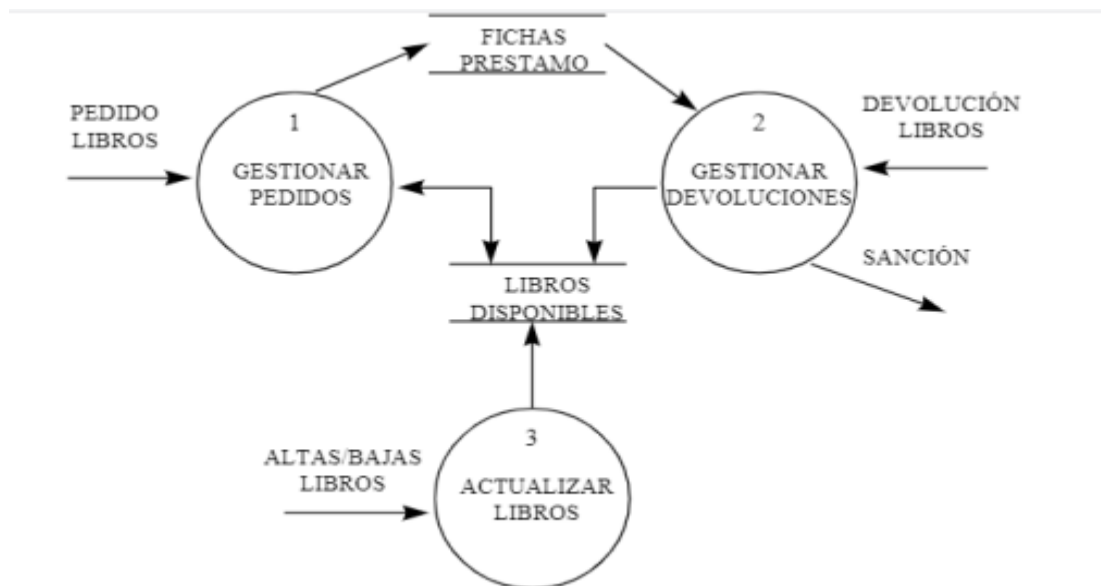 FICHAS
PRESTAMO
PEDIDO
LIBROS
1
GESTIONAR
PEDIDOS
2
GESTIONAR
DEVOLUCIONES
DEVOLUCIÓN
LIBROS
SANCIÓN
LIBROS
DISPONIBLES
ALTAS/BAJAS
LIBROS
3
ACTUALIZAR
LIBROS